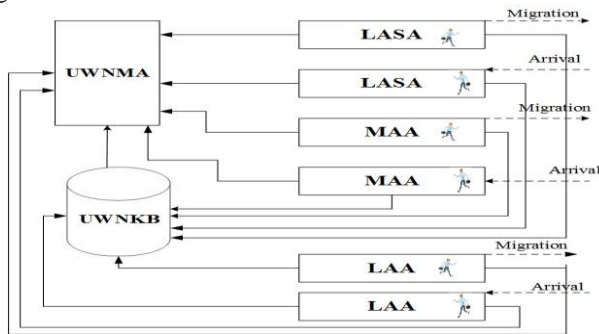 Migration
LASA
UWNMA
Arrival
LASA
Migration
MAA
Arrival
MAA
UWNKB
Migration
LAA
Arrival
LAA